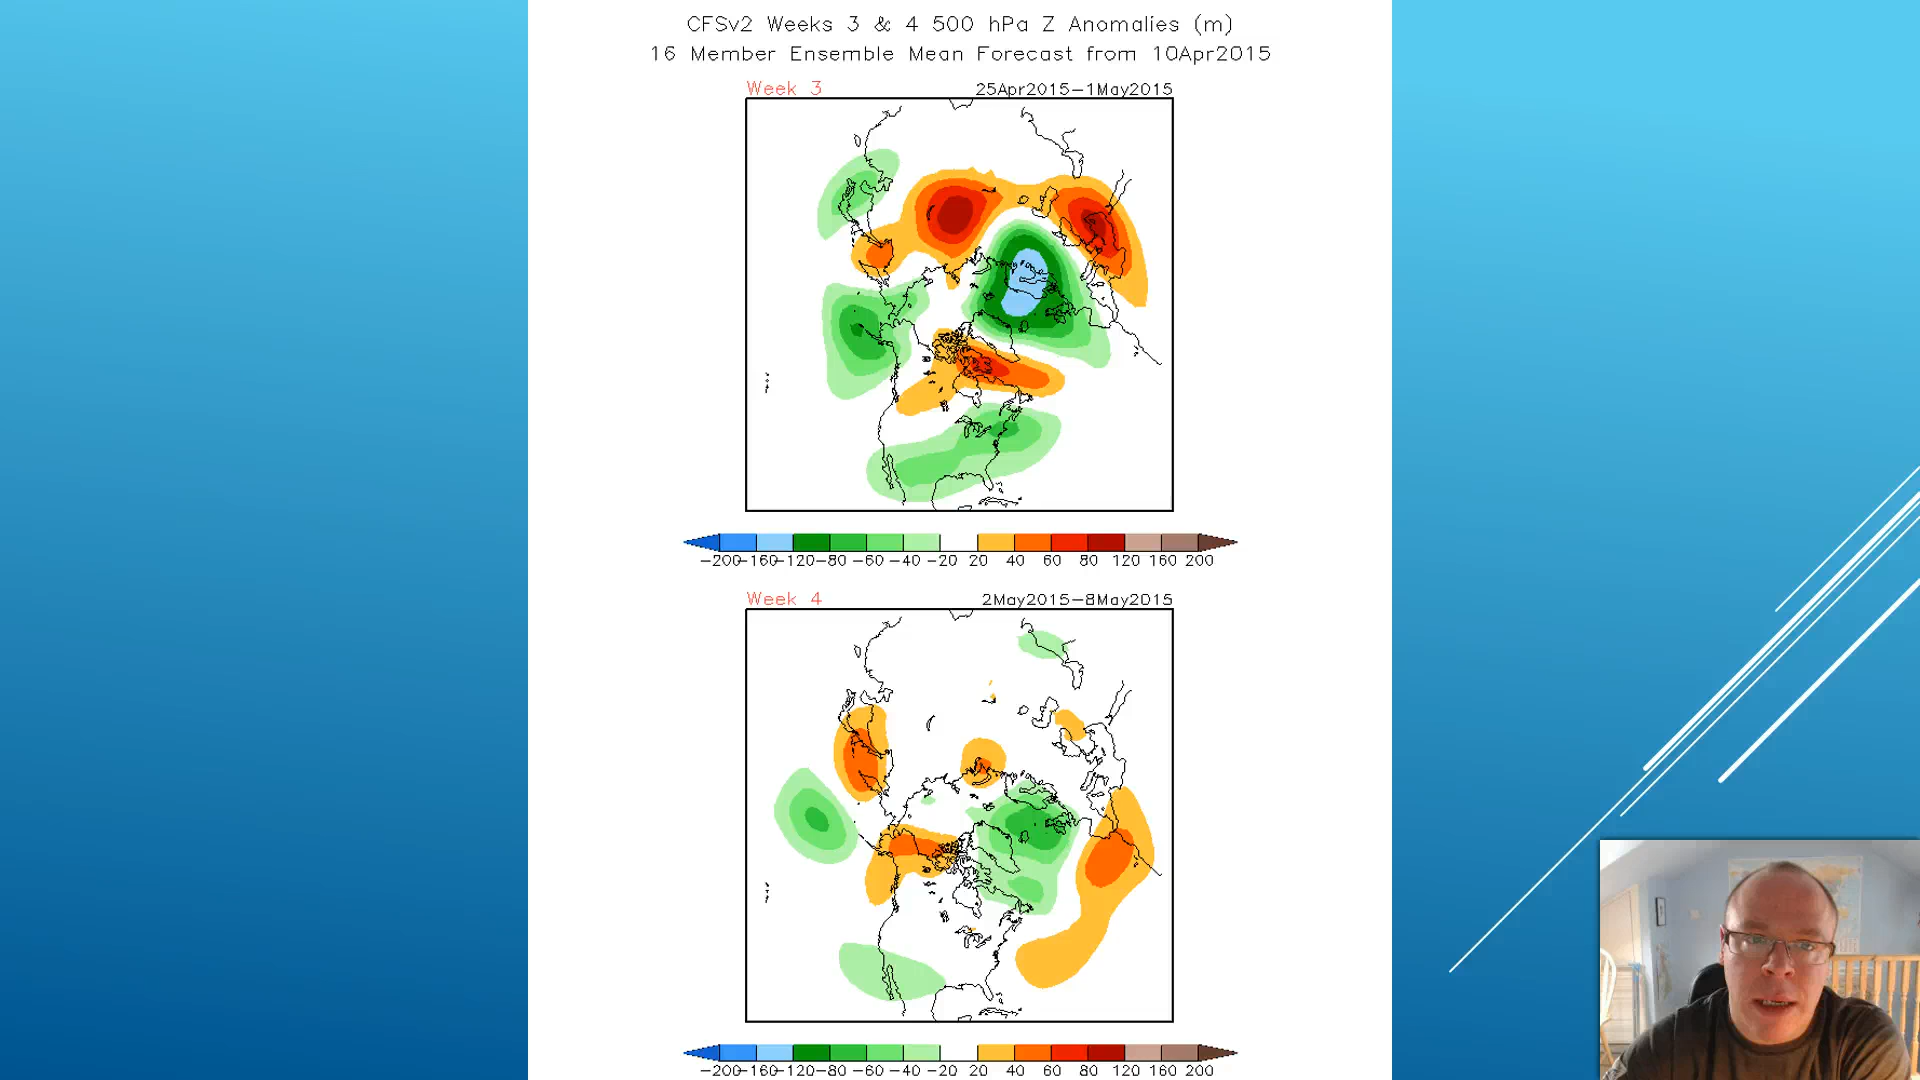 CFSv2 Weeks 3 & 4 500 hPa Z Anomalies (m)
16 Member Ensemble Mean Forecast from 10Apr2015
Week 3 25Apr2015-1May2015
-200 -160 -120 -80 -60 -40 -20 20 40 60 80 120 160 200
Week 4 2May2015-8May2015
-200 -160 -120 -80 -60 -40 -20 20 40 60 80 120 160 200